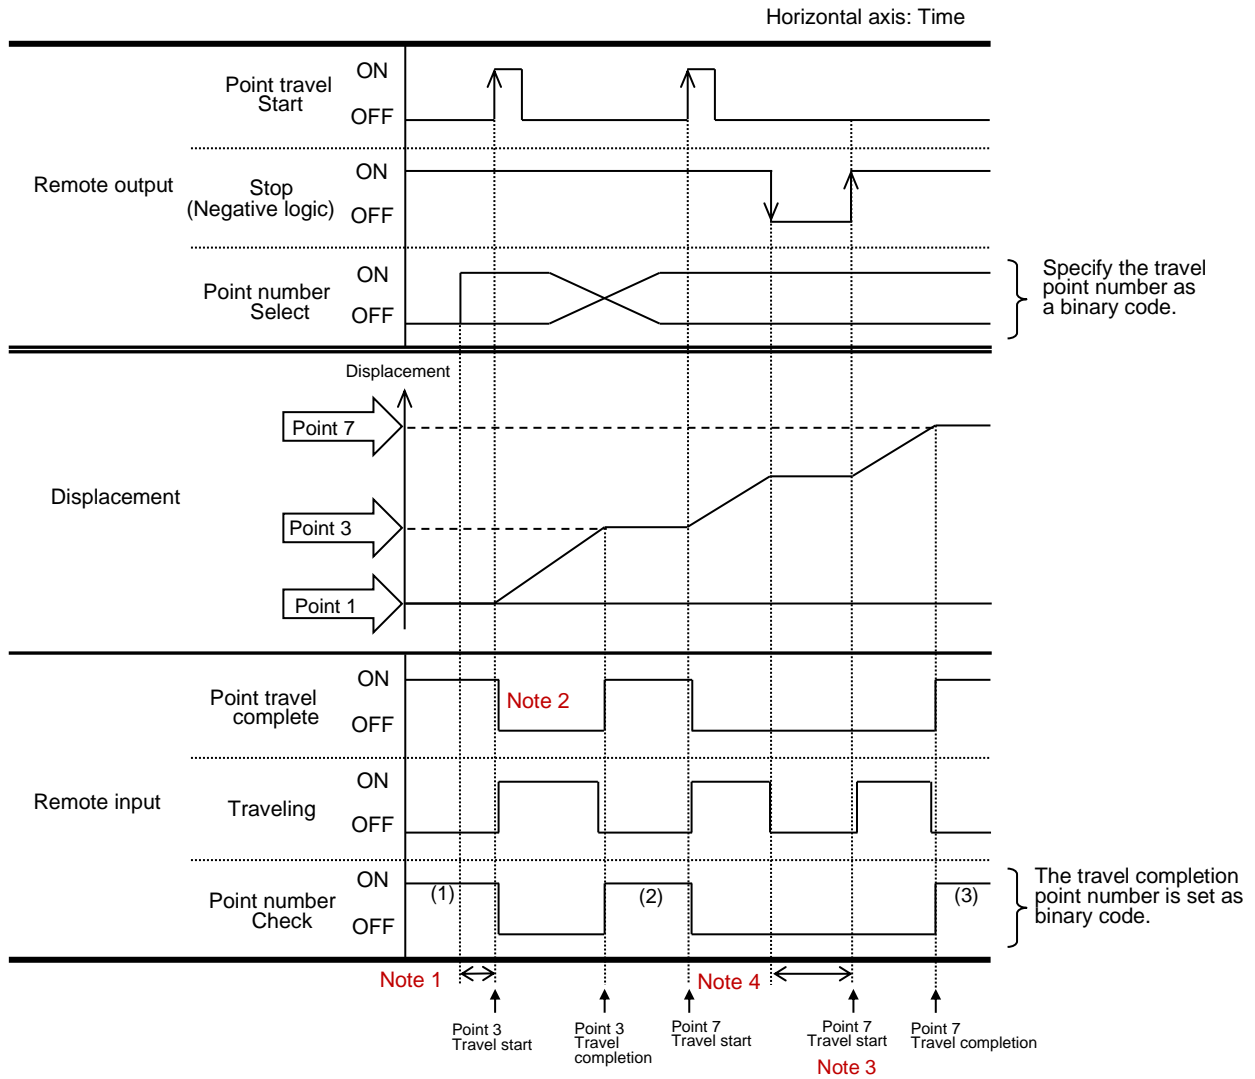 Horizontal axis: Time
Remote output
Point travel
Start
ON
OFF
Stop
(Negative logic)
ON
OFF
Point number
Select
ON
OFF
Specify the travel
point number as
a binary code.
Displacement
Displacement
Point 7
Point 3
Point 1
Remote input
Point travel
complete
ON
OFF
Note 2
Traveling
ON
OFF
Point number
Check
ON
OFF
(1)
(2)
(3)
The travel completion
point number is set as
binary code.
Note 1
Note 4
Point 3
Travel start
Point 3
Travel
completion
Point 7
Travel start
Point 7
Travel start
Note 3
Point 7
Travel completion